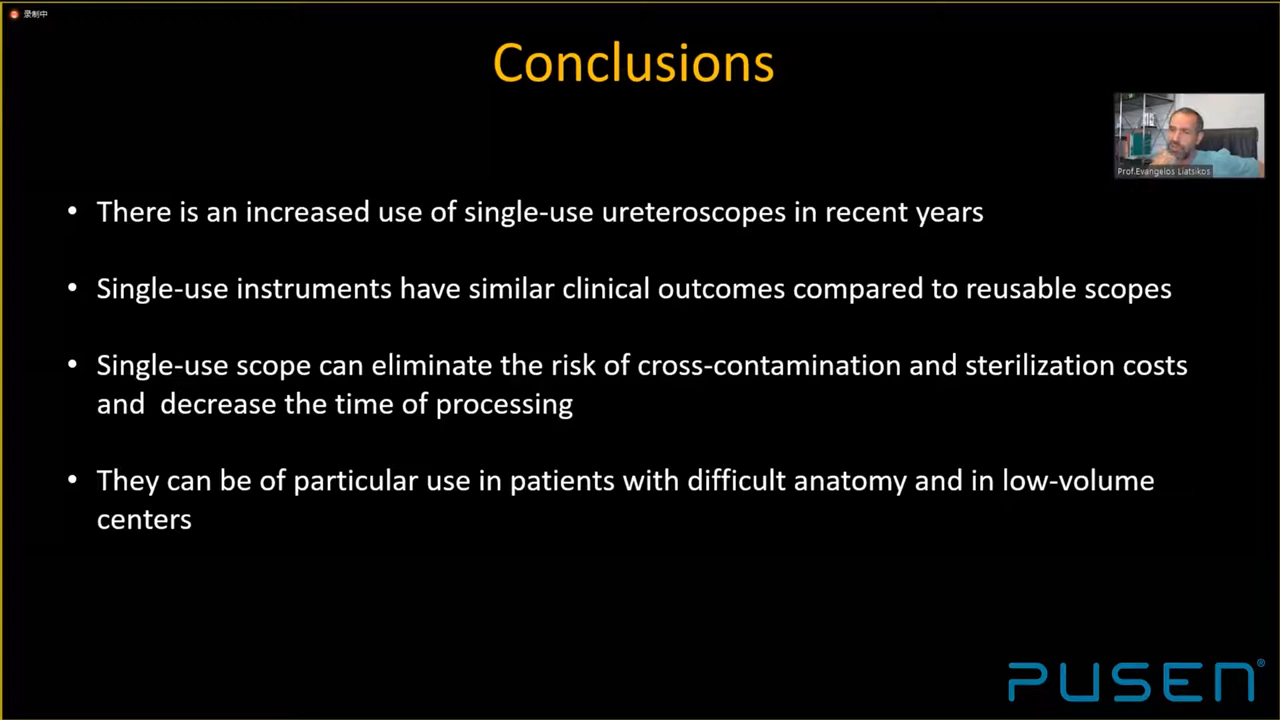 录制中
Conclusions
Prof.Evangelos Liatsikos
• There is an increased use of single-use ureteroscopes in recent years
• Single-use instruments have similar clinical outcomes compared to reusable scopes
• Single-use scope can eliminate the risk of cross-contamination and sterilization costs
and decrease the time of processing
• They can be of particular use in patients with difficult anatomy and in low-volume
centers
PUSEN®